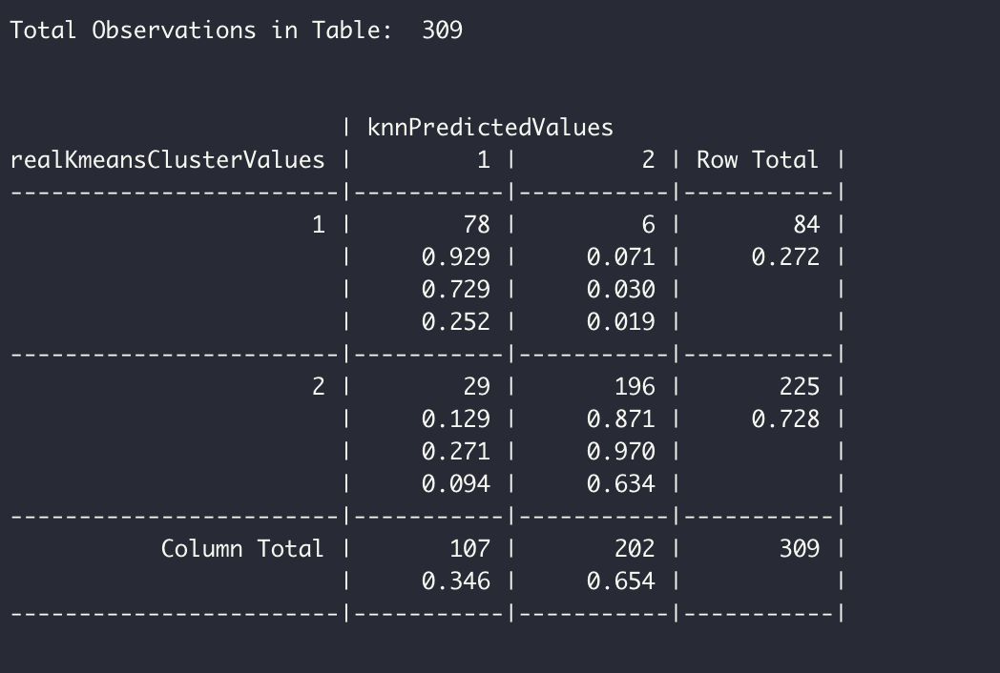 Total Observations in Table:  309
                         | knnPredictedValues
realKmeansClusterValues |         1 |         2 | Row Total |
------------------------|-----------|-----------|-----------|
                      1 |        78 |         6 |        84 |
                        |     0.929 |     0.071 |     0.272 |
                        |     0.729 |     0.030 |           |
                        |     0.252 |     0.019 |           |
------------------------|-----------|-----------|-----------|
                      2 |        29 |       196 |       225 |
                        |     0.129 |     0.871 |     0.728 |
                        |     0.271 |     0.970 |           |
                        |     0.094 |     0.634 |           |
------------------------|-----------|-----------|-----------|
           Column Total |       107 |       202 |       309 |
                        |     0.346 |     0.654 |           |
------------------------|-----------|-----------|-----------|